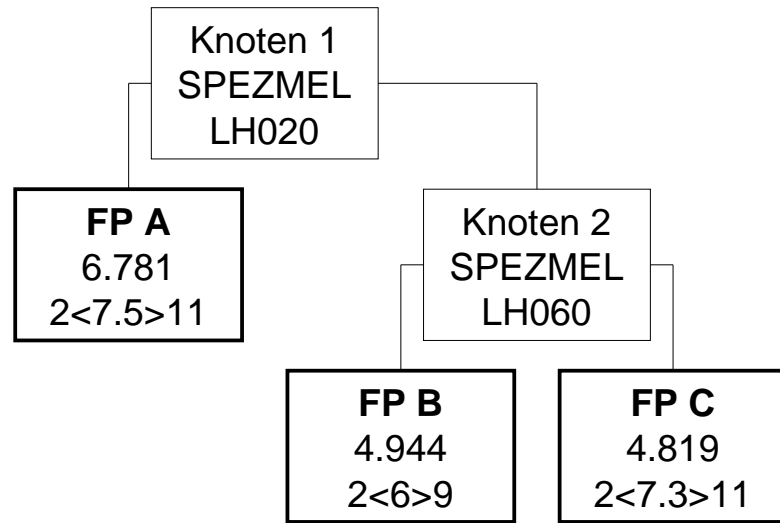 Knoten 1
SPEZMEL
LH020
FP A
6.781
2<7.5>11
Knoten 2
SPEZMEL
LH060
FP B
4.944
2<6>9
FP C
4.819
2<7.3>11